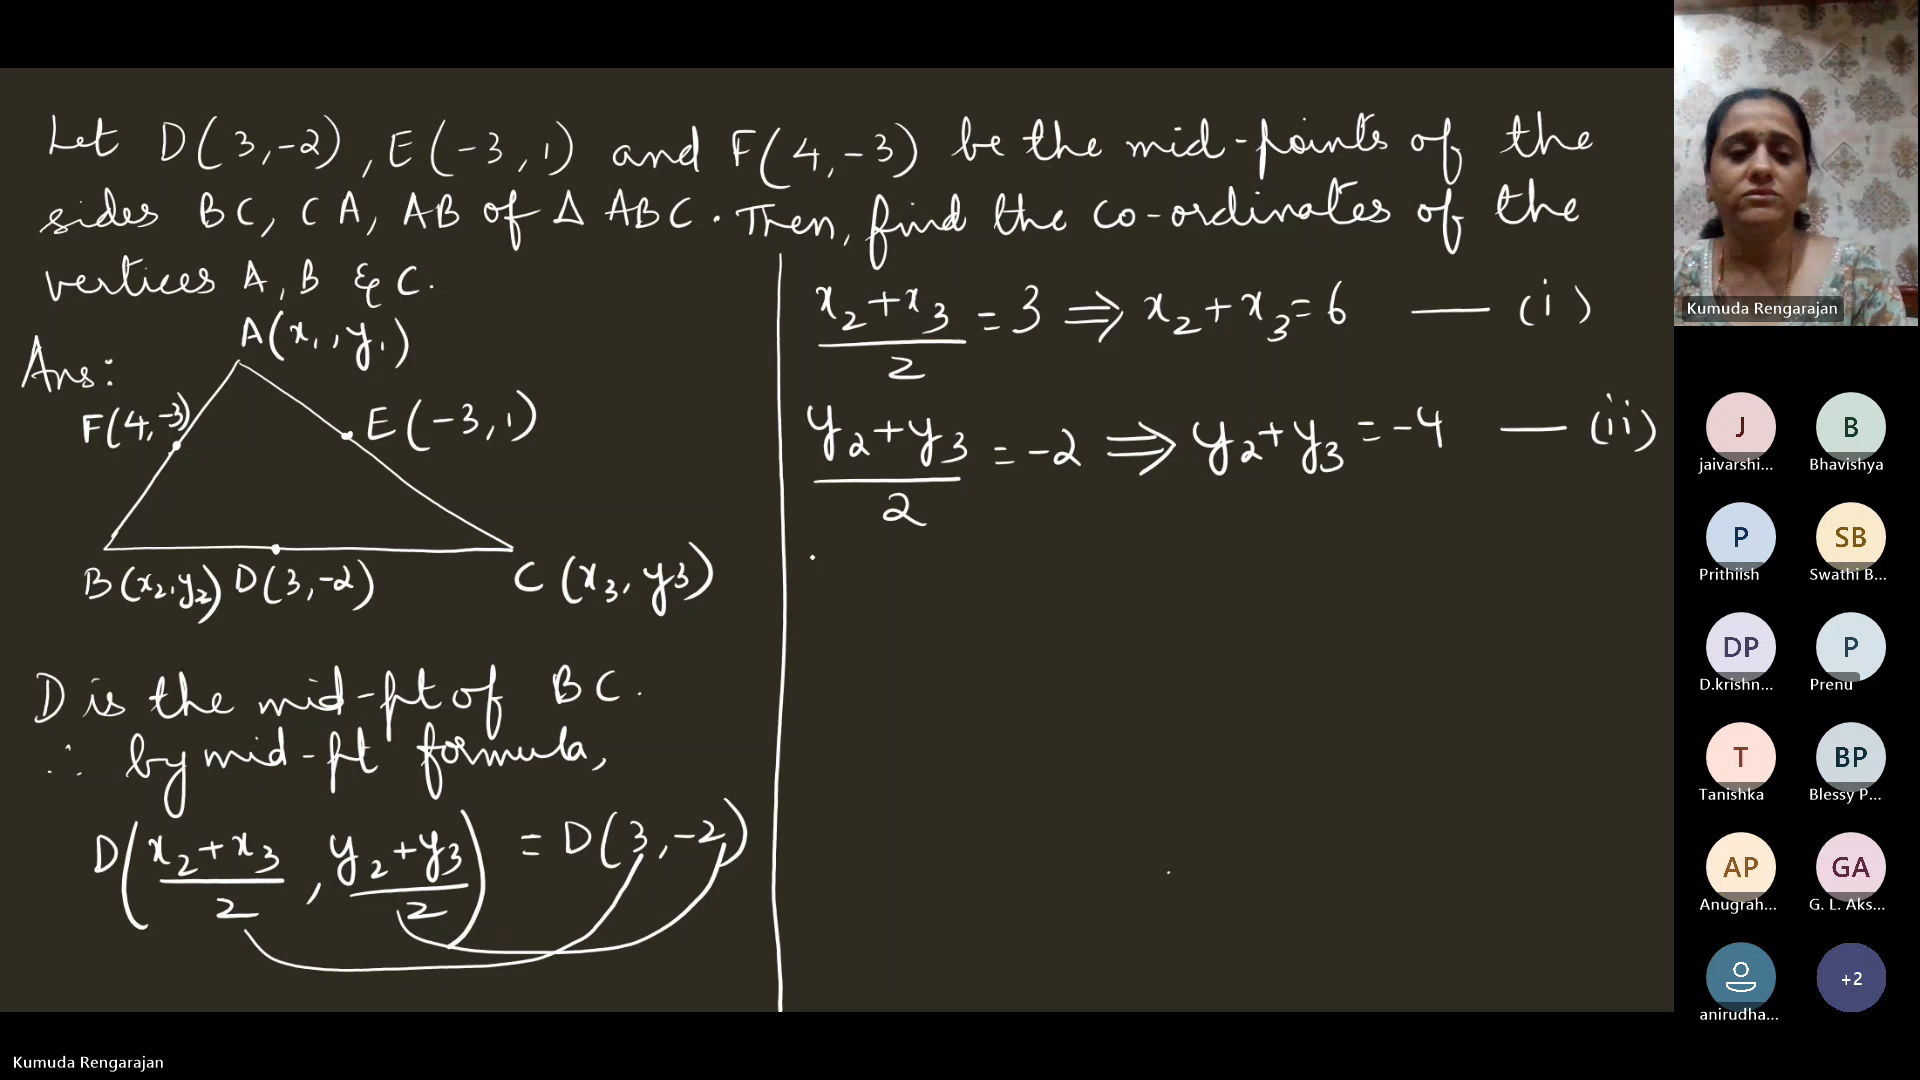 Let D(3,-2), E(-3,1) and F(4,-3) be the mid-points of the
sides BC, CA, AB of Δ ABC. Then, find the co-ordinates of the
vertices A, B & C.
Ans:
A(x₁,y₁)
F(4,-3)
E(-3,1)
B(x₂,y₂) D(3,-2)
C (x₃, y₃)
D is the mid-pt of BC.
∴ by mid-pt formula,
D((x₂+x₃)/2, (y₂+y₃)/2) = D(3,-2)
(x₂+x₃)/2 = 3 ⇒ x₂+x₃=6 — (i)
(y₂+y₃)/2 = -2 ⇒ y₂+y₃ = -4 — (ii)
Kumuda Rengarajan
J
B
jaivarshi...
Bhavishya
P
SB
Prithiish
Swathi B...
DP
P
D.krishn...
Prenu
T
BP
Tanishka
Blessy P...
AP
GA
Anugrah...
G. L. Aks...
+2
anirudha...
Kumuda Rengarajan